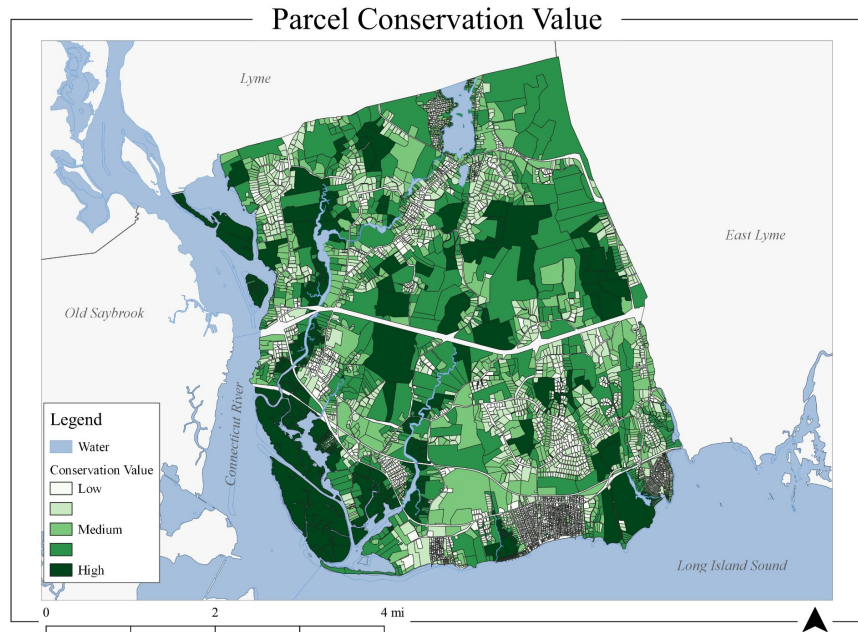 Parcel Conservation Value
Lyme
East Lyme
Old Saybrook
Connecticut River
Legend
Water
Conservation Value
Low
Medium
High
Long Island Sound
0 2 4 mi